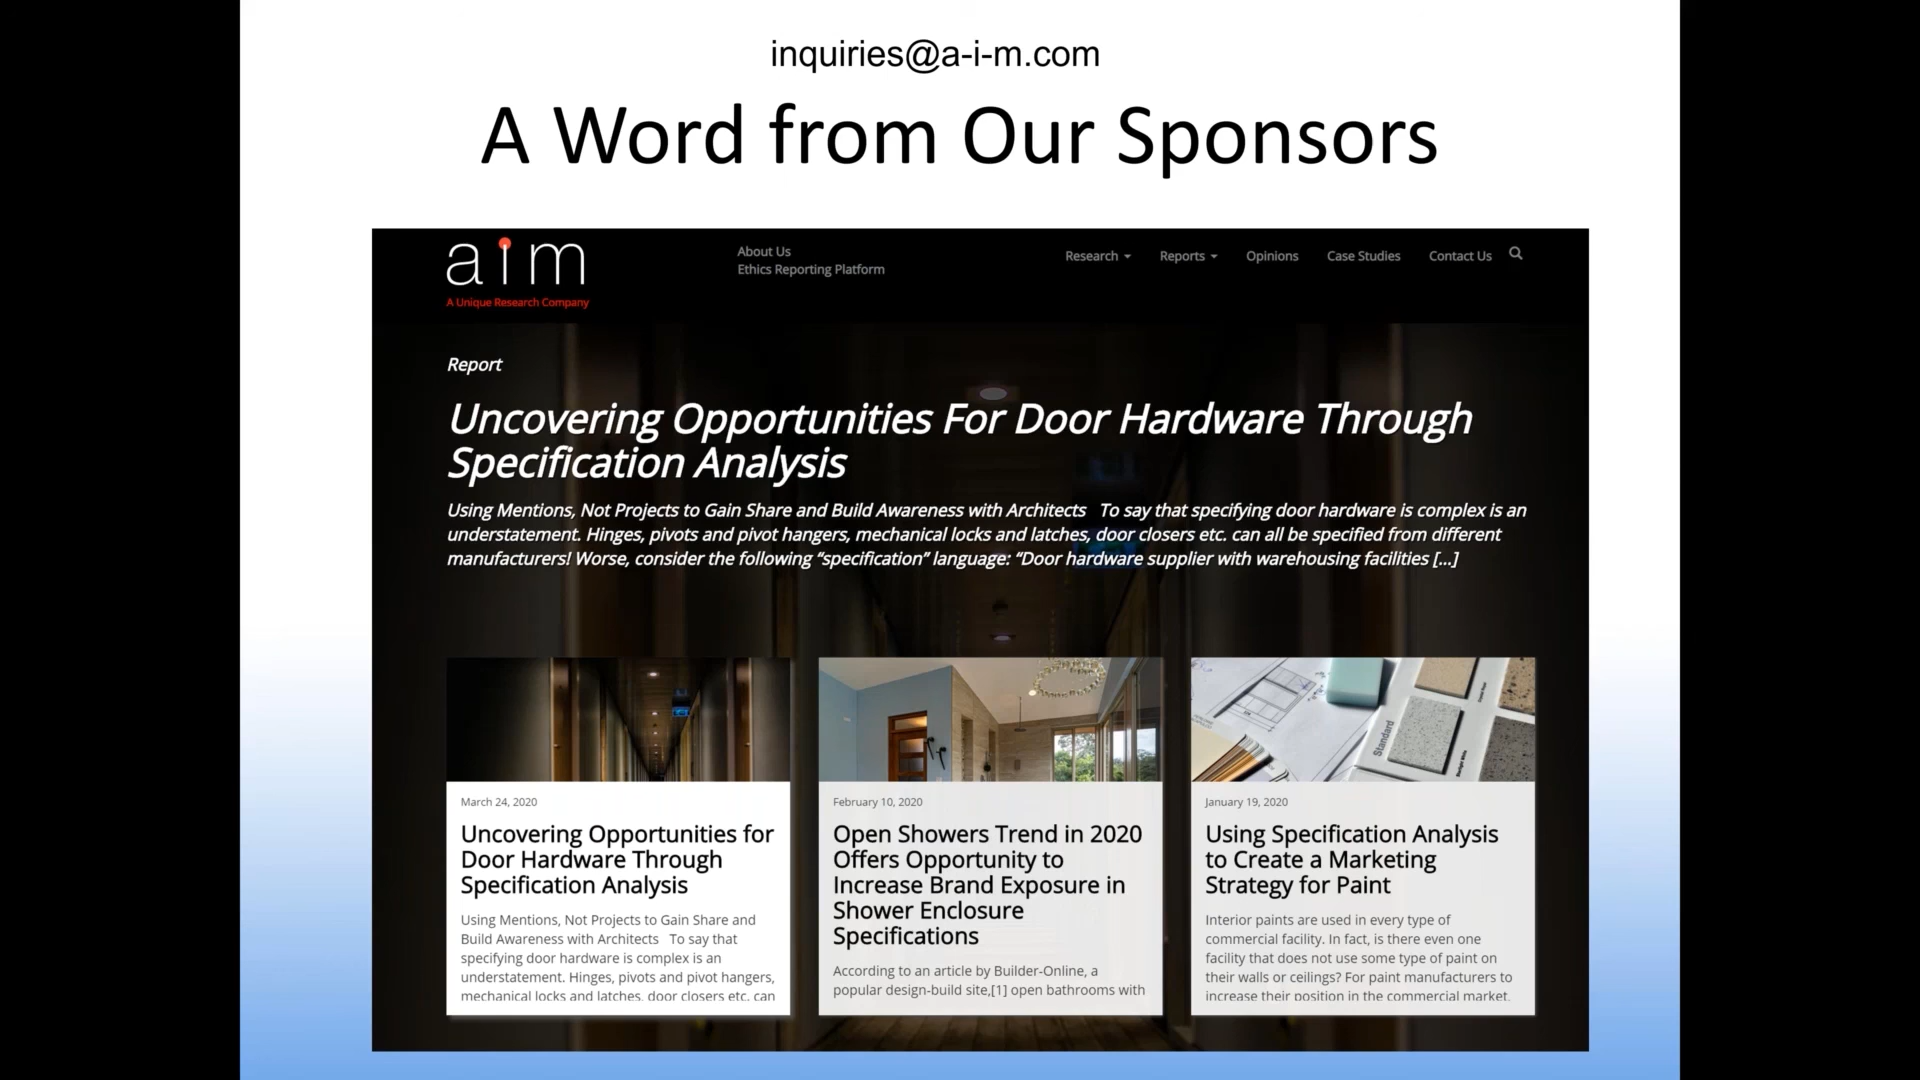 inquiries@a-i-m.com
A Word from Our Sponsors
aim
A Unique Research Company
About Us
Ethics Reporting Platform
Research
Reports
Opinions
Case Studies
Contact Us
Report
Uncovering Opportunities For Door Hardware Through
Specification Analysis
Using Mentions, Not Projects to Gain Share and Build Awareness with Architects To say that specifying door hardware is complex is an
understatement. Hinges, pivots and pivot hangers, mechanical locks and latches, door closers etc. can all be specified from different
manufacturers! Worse, consider the following “specification” language: “Door hardware supplier with warehousing facilities [...]
March 24, 2020
Uncovering Opportunities for
Door Hardware Through
Specification Analysis
Using Mentions, Not Projects to Gain Share and
Build Awareness with Architects To say that
specifying door hardware is complex is an
understatement. Hinges, pivots and pivot hangers,
mechanical locks and latches, door closers etc. can
February 10, 2020
Open Showers Trend in 2020
Offers Opportunity to
Increase Brand Exposure in
Shower Enclosure
Specifications
According to an article by Builder-Online, a
popular design-build site,[1] open bathrooms with
Standard
January 19, 2020
Using Specification Analysis
to Create a Marketing
Strategy for Paint
Interior paints are used in every type of
commercial facility. In fact, is there even one
facility that does not use some type of paint on
their walls or ceilings? For paint manufacturers to
increase their position in the commercial market,